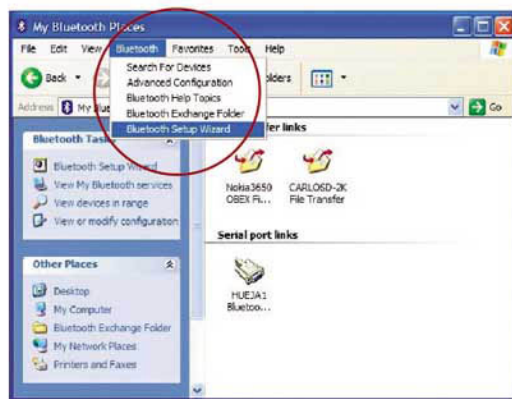 My Bluetooth Places
File Edit View Bluetooth Favorites Tools Help
Search For Devices
Advanced Configuration
Bluetooth Help Topics
Bluetooth Exchange Folder
Bluetooth Setup Wizard
Back
Address My Go
Bluetooth Tasks
Bluetooth Setup Wizard
View My Bluetooth services
View devices in range
View or modify configuration
Other Places
Desktop
My Computer
Bluetooth Exchange Folder
My Network Places
Printers and Faxes
links
Nokia3650
OBEX Fi...
CARLOSD-2K
File Transfer
Serial port links
HUEJA1
Bluetoo...